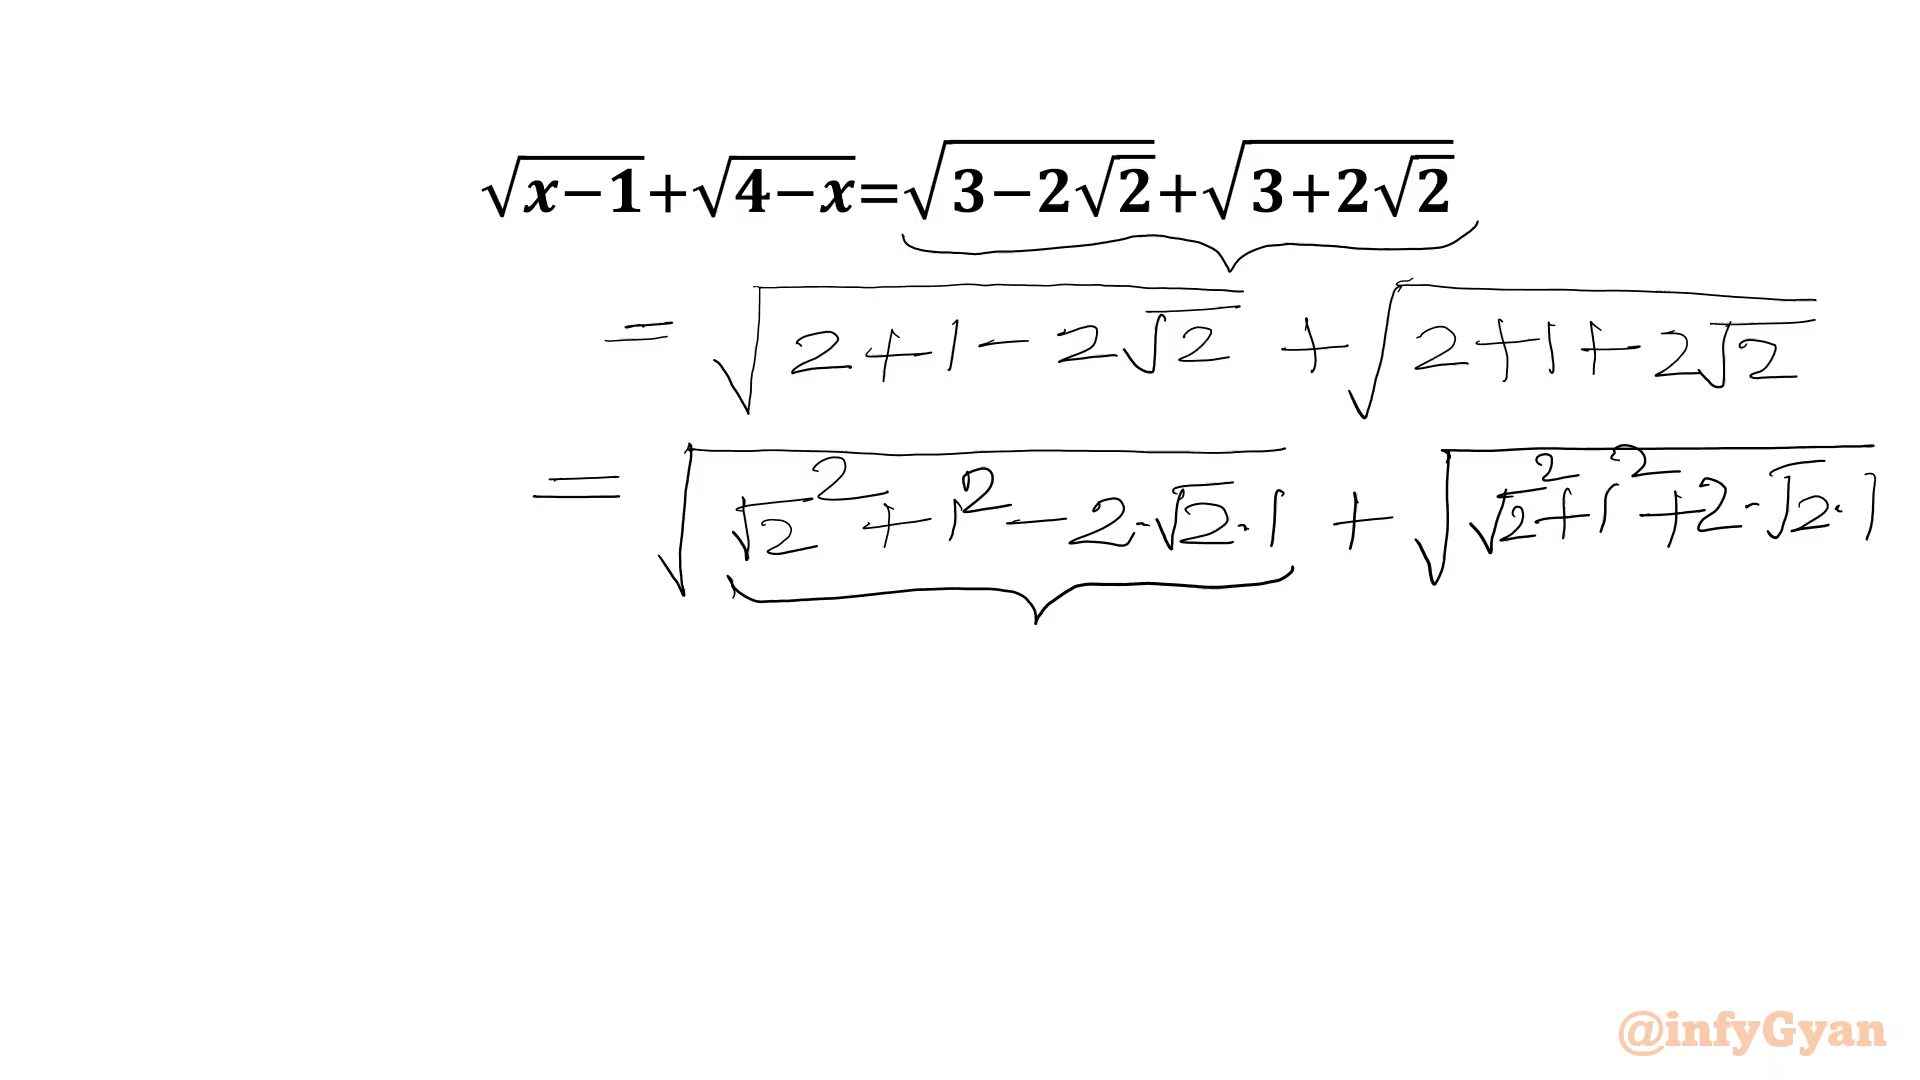 √(x−1)+√(4−x)=√(3−2√2)+√(3+2√2)
= √(2+1−2√2) + √(2+1+2√2)
= √(√2²+1²−2·√2·1) + √(√2²+1²+2·√2·1)
@infyGyan